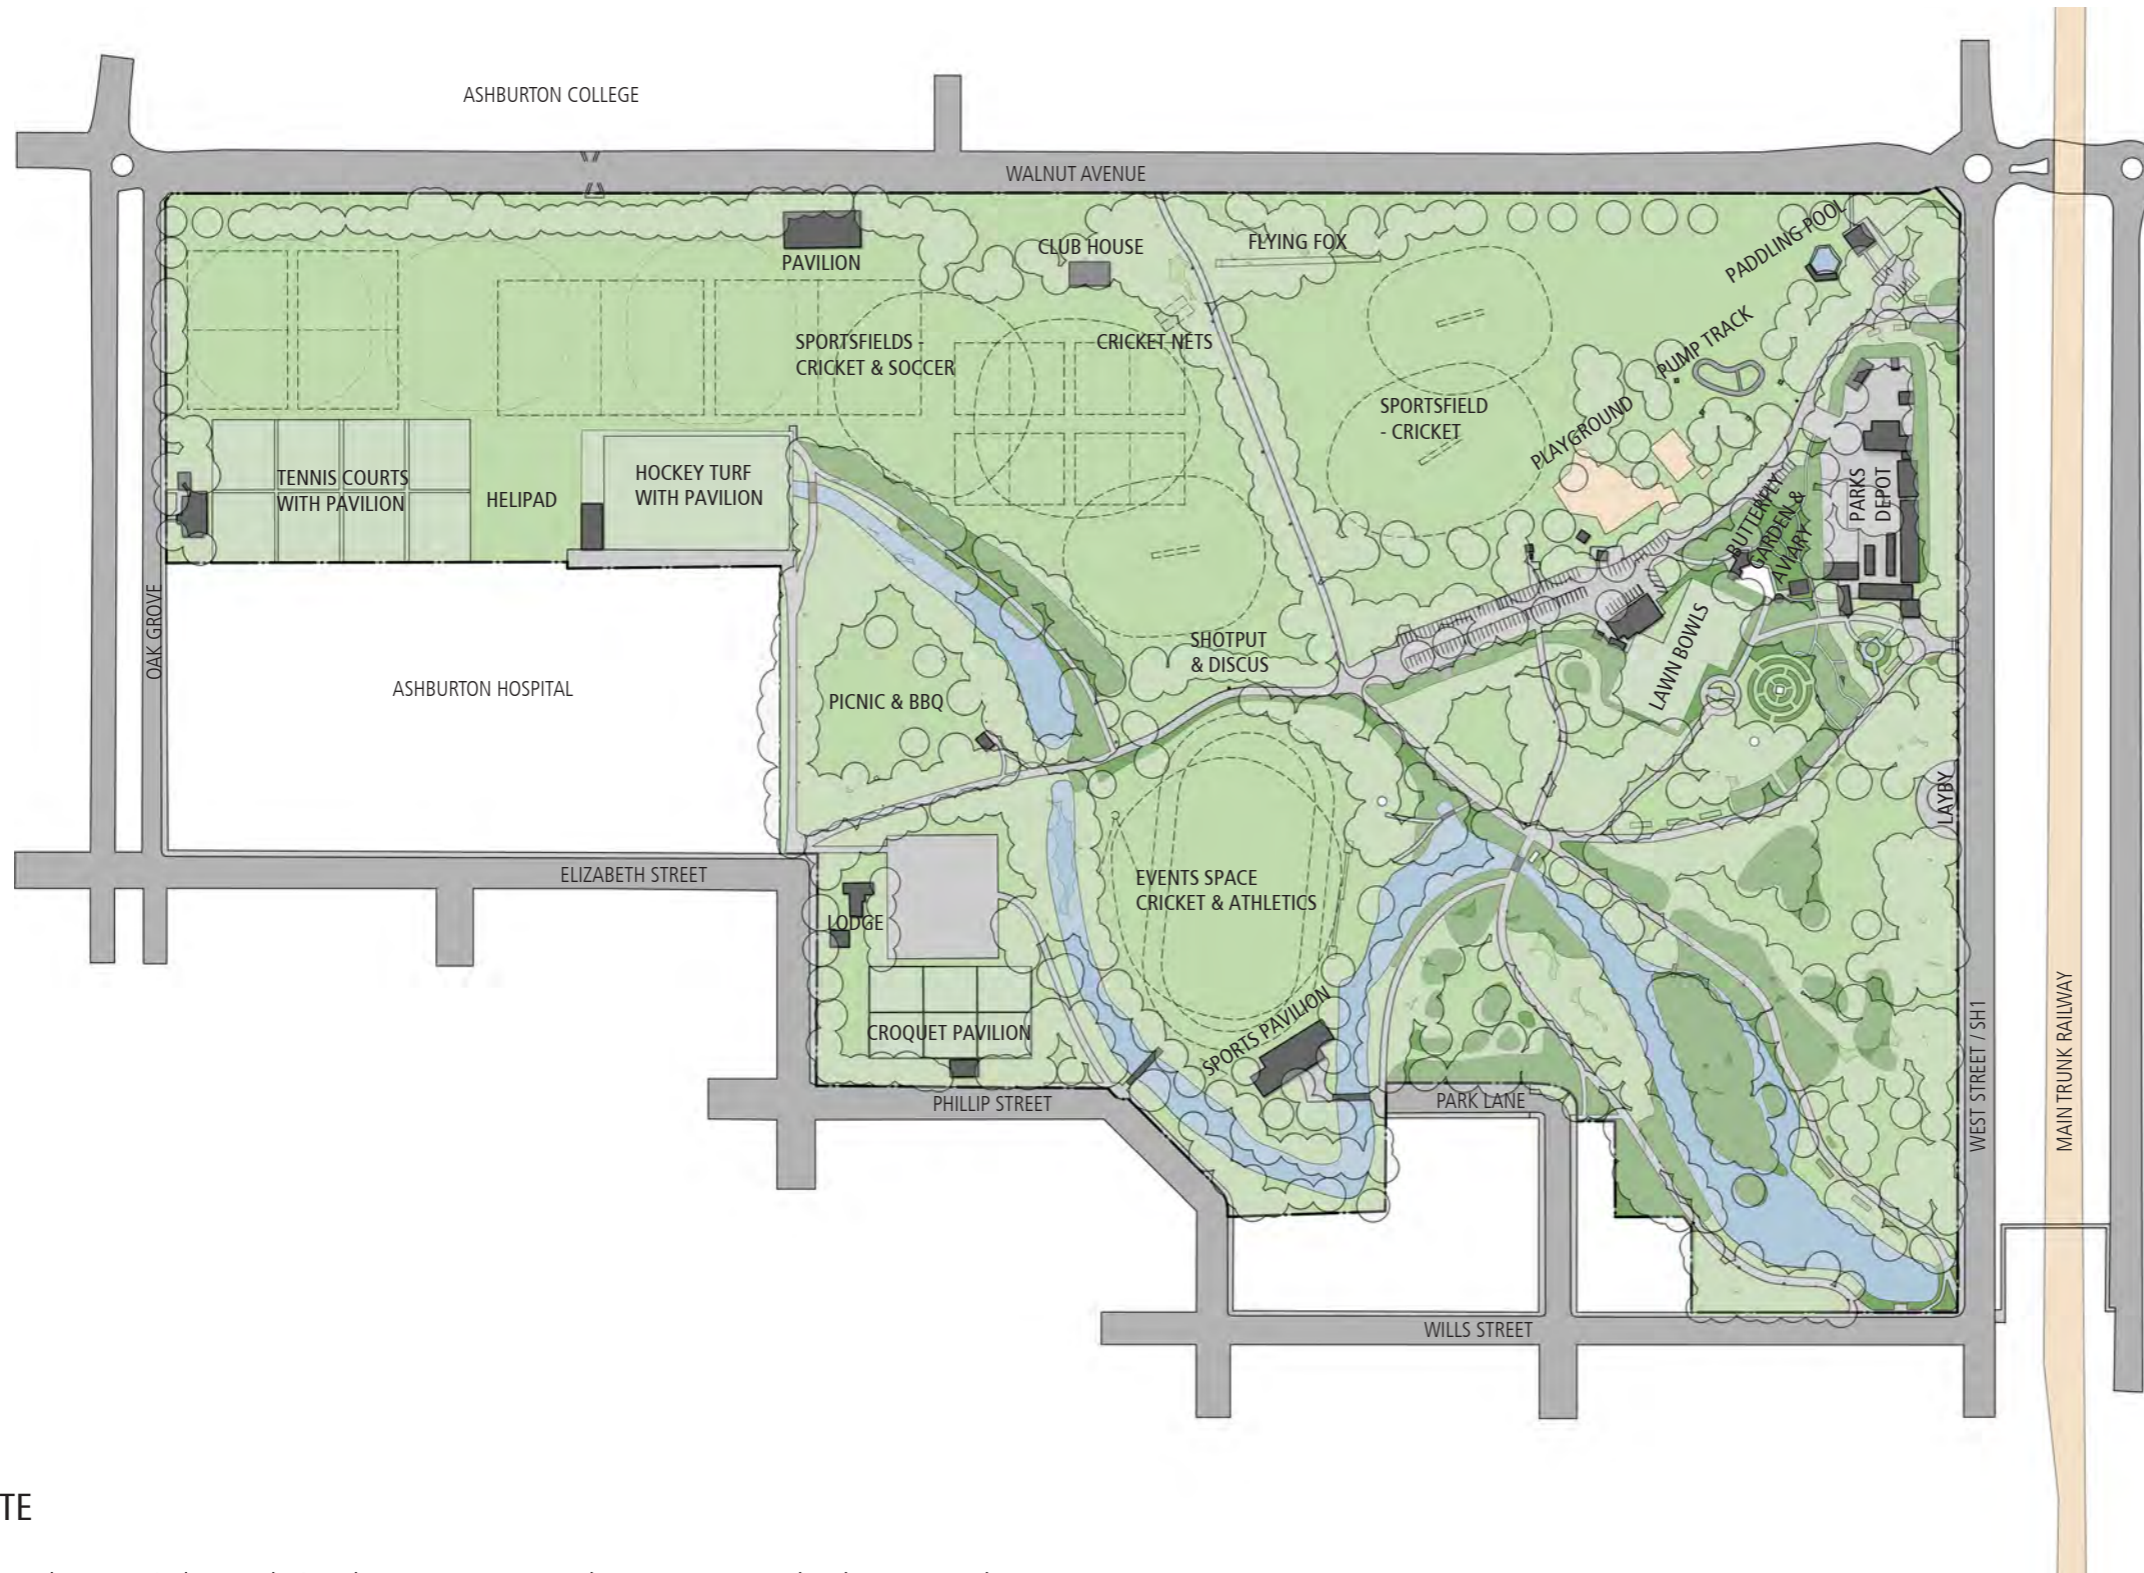 ASHBURTON COLLEGE
WALNUT AVENUE
PADDLING POOL
FLYING FOX
CLUB HOUSE
PAVILION
PUMP TRACK
SPORTSFIELDS -
CRICKET & SOCCER
CRICKET NETS
SPORTSFIELD
- CRICKET
PLAYGROUND
TENNIS COURTS
WITH PAVILION
HELIPAD
HOCKEY TURF
WITH PAVILION
BUTTERFLY
GARDEN &
AVIARY
PARKS
DEPOT
OAK GROVE
ASHBURTON HOSPITAL
SHOTPUT
& DISCUS
LAWN BOWLS
PICNIC & BBQ
LAYBY
ELIZABETH STREET
EVENTS SPACE
CRICKET & ATHLETICS
LODGE
SPORTS PAVILION
CROQUET PAVILION
WEST STREET / SH1
MAIN TRUNK RAILWAY
PHILLIP STREET
PARK LANE
WILLS STREET
TE